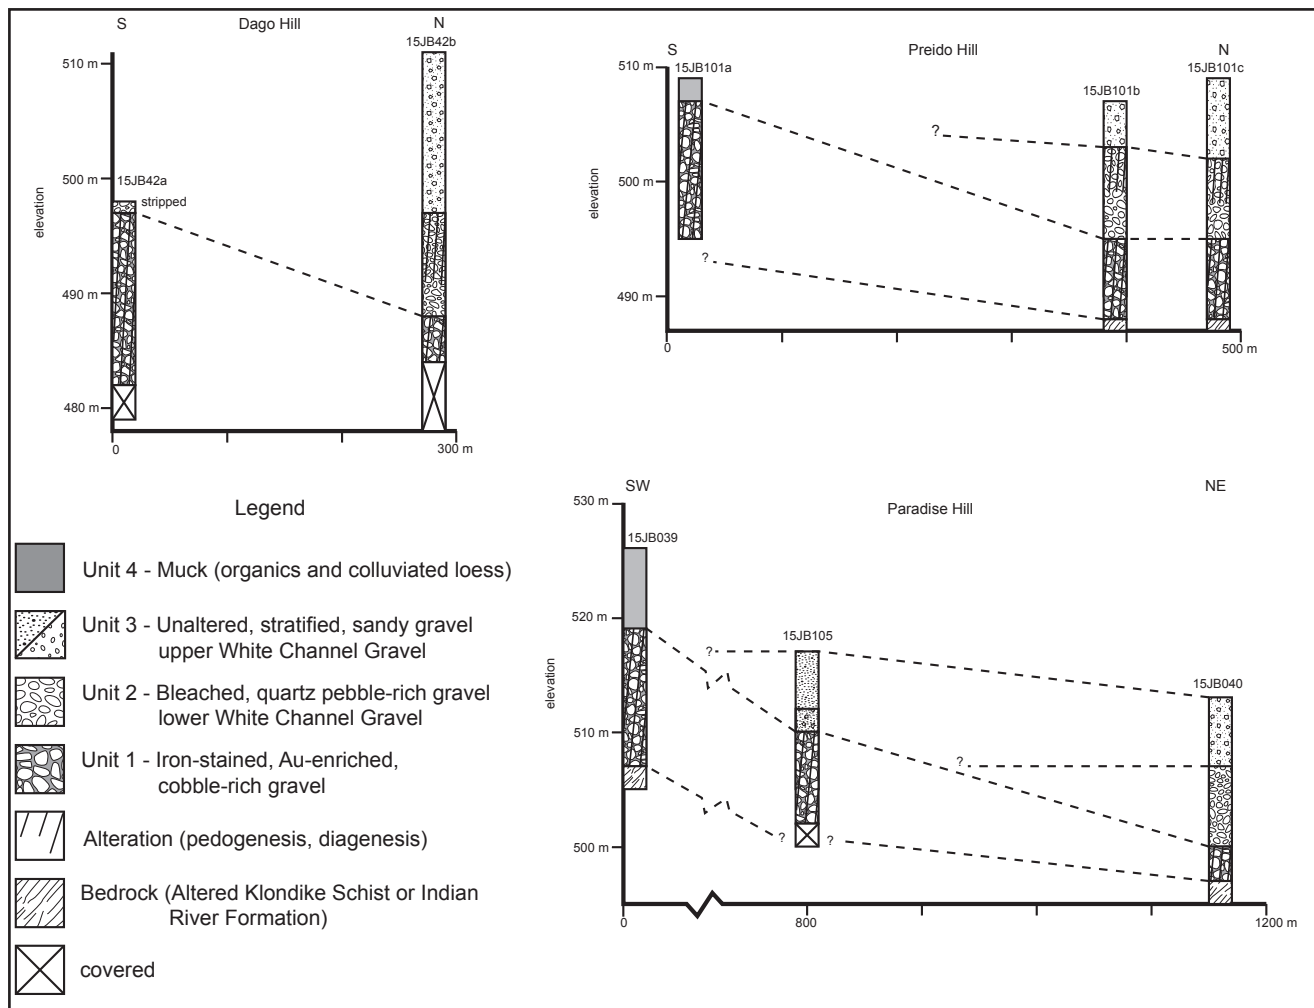 S
Dago Hill
N
15JB42b
510 m
500 m
15JB42a
stripped
elevation
490 m
480 m
0
300 m
S
Preido Hill
N
510 m
15JB101a
15JB101c
15JB101b
?
500 m
elevation
?
490 m
0
500 m
Legend
Unit 4 - Muck (organics and colluviated loess)
Unit 3 - Unaltered, stratified, sandy gravel
upper White Channel Gravel
Unit 2 - Bleached, quartz pebble-rich gravel
lower White Channel Gravel
Unit 1 - Iron-stained, Au-enriched,
cobble-rich gravel
Alteration (pedogenesis, diagenesis)
Bedrock (Altered Klondike Schist or Indian
River Formation)
covered
SW
NE
530 m
Paradise Hill
15JB039
520 m
15JB105
?
15JB040
elevation
510 m
?
? ?
500 m
0
800
1200 m